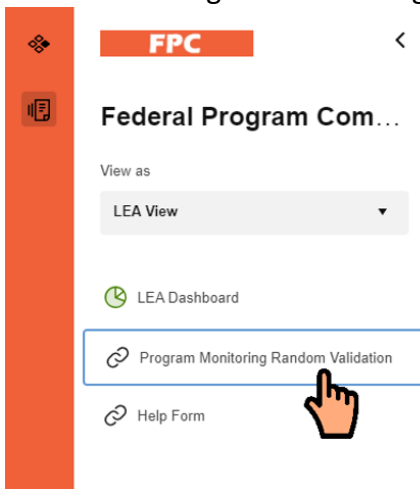 FPC
Federal Program Com...
View as
LEA View
LEA Dashboard
Program Monitoring Random Validation
Help Form